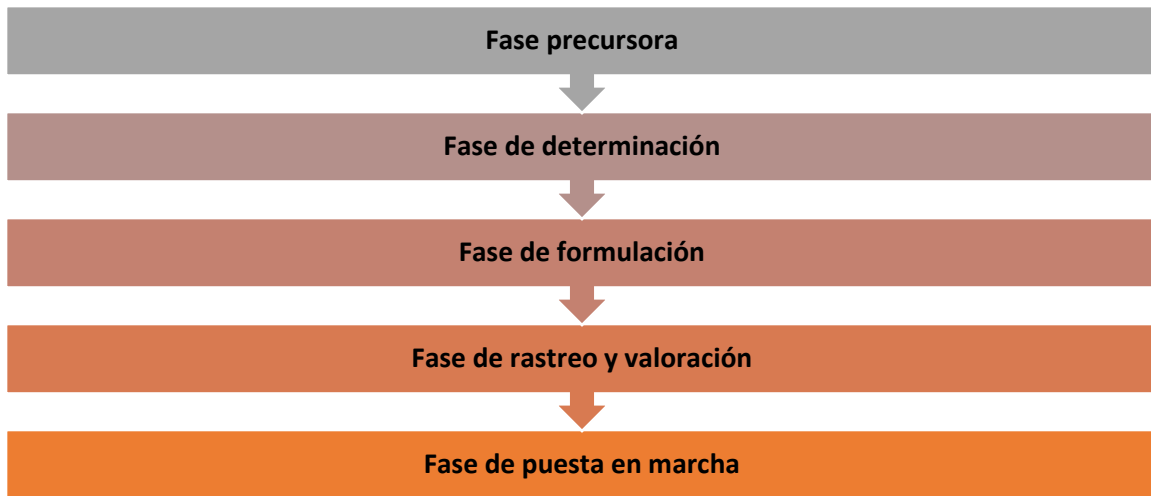 Fase precursora
Fase de determinación
Fase de formulación
Fase de rastreo y valoración
Fase de puesta en marcha